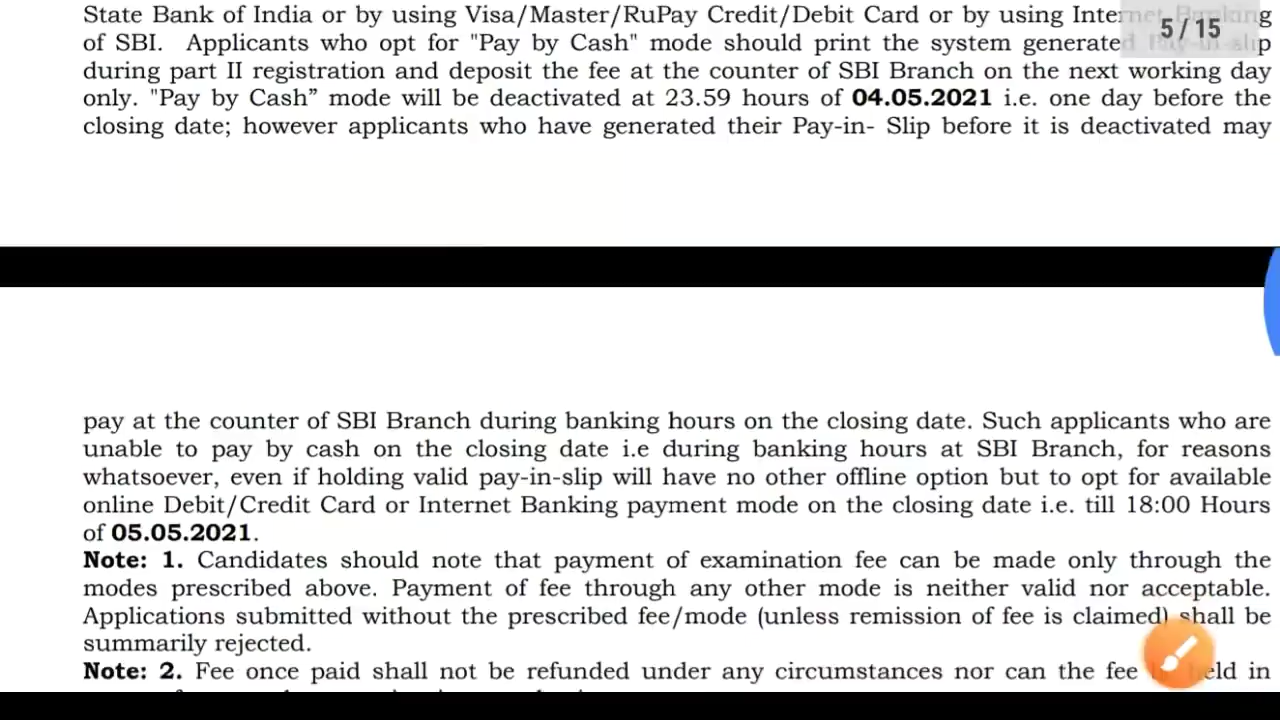 State Bank of India or by using Visa/Master/RuPay Credit/Debit Card or by using Internet Banking
of SBI. Applicants who opt for "Pay by Cash" mode should print the system generated Pay-in-slip
5 / 15
during part II registration and deposit the fee at the counter of SBI Branch on the next working day
only. "Pay by Cash” mode will be deactivated at 23.59 hours of 04.05.2021 i.e. one day before the
closing date; however applicants who have generated their Pay-in- Slip before it is deactivated may
pay at the counter of SBI Branch during banking hours on the closing date. Such applicants who are
unable to pay by cash on the closing date i.e during banking hours at SBI Branch, for reasons
whatsoever, even if holding valid pay-in-slip will have no other offline option but to opt for available
online Debit/Credit Card or Internet Banking payment mode on the closing date i.e. till 18:00 Hours
of 05.05.2021.
Note: 1. Candidates should note that payment of examination fee can be made only through the
modes prescribed above. Payment of fee through any other mode is neither valid nor acceptable.
Applications submitted without the prescribed fee/mode (unless remission of fee is claimed) shall be
summarily rejected.
Note: 2. Fee once paid shall not be refunded under any circumstances nor can the fee held in